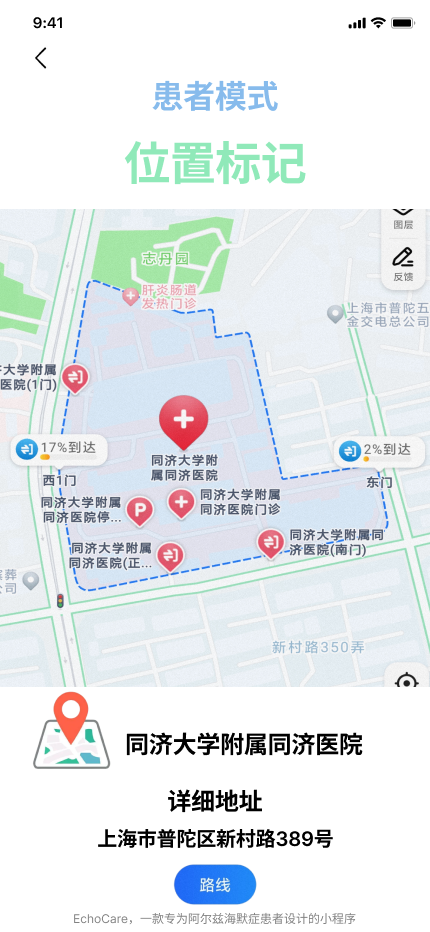 9:41
患者模式
位置标记
图层
反馈
志丹园
肝炎肠道
发热门诊
上海市普陀五
金交电总公司
大学附属
医院(1门)
17%到达
西1门
同济大学附
属同济医院
2%到达
东门
同济大学附属
同济医院停...
同济大学附属
同济医院门诊
同济大学附属
同济医院(正...
同济大学附属同
济医院(南门)
殡葬
公司
新村路350弄
同济大学附属同济医院
详细地址
上海市普陀区新村路389号
路线
EchoCare，一款专为阿尔兹海默症患者设计的小程序